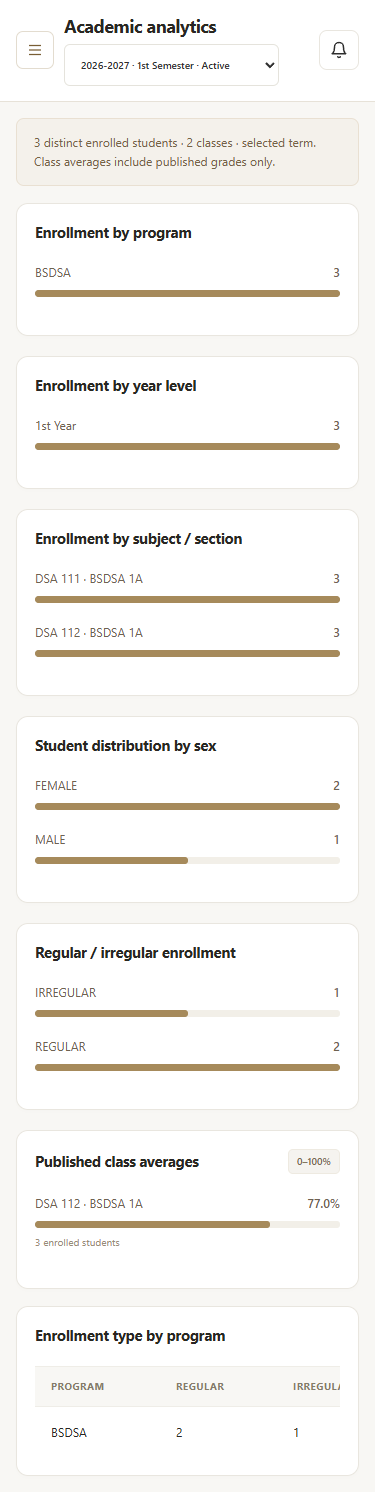 Academic analytics
2026-2027 · 1st Semester · Active
3 distinct enrolled students · 2 classes · selected term.
Class averages include published grades only.
Enrollment by program
BSDSA 3
Enrollment by year level
1st Year 3
Enrollment by subject / section
DSA 111 · BSDSA 1A 3
DSA 112 · BSDSA 1A 3
Student distribution by sex
FEMALE 2
MALE 1
Regular / irregular enrollment
IRREGULAR 1
REGULAR 2
Published class averages 0–100%
DSA 112 · BSDSA 1A 77.0%
3 enrolled students
Enrollment type by program
PROGRAM REGULAR
BSDSA 2 1